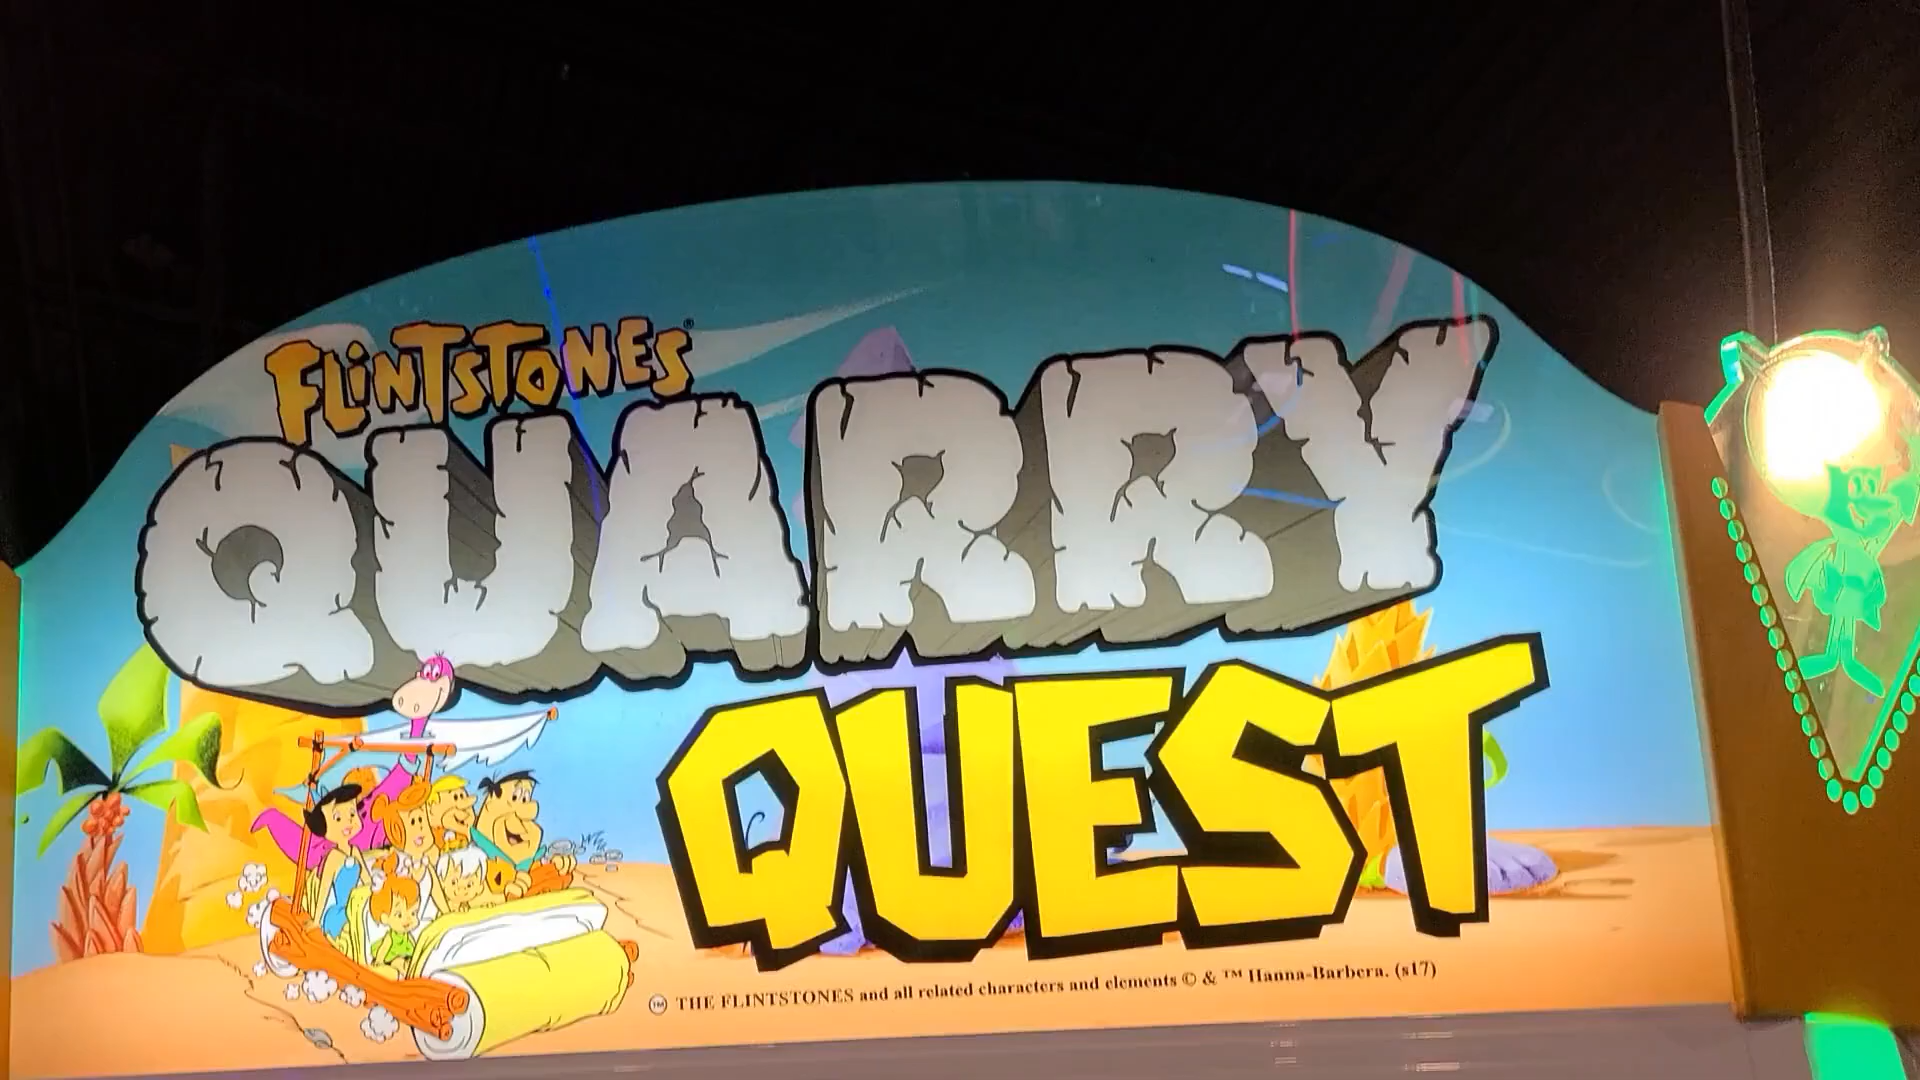 FLINTSTONES®
QUARRY
QUEST
TM THE FLINTSTONES and all related characters and elements © & ™ Hanna-Barbera. (s17)